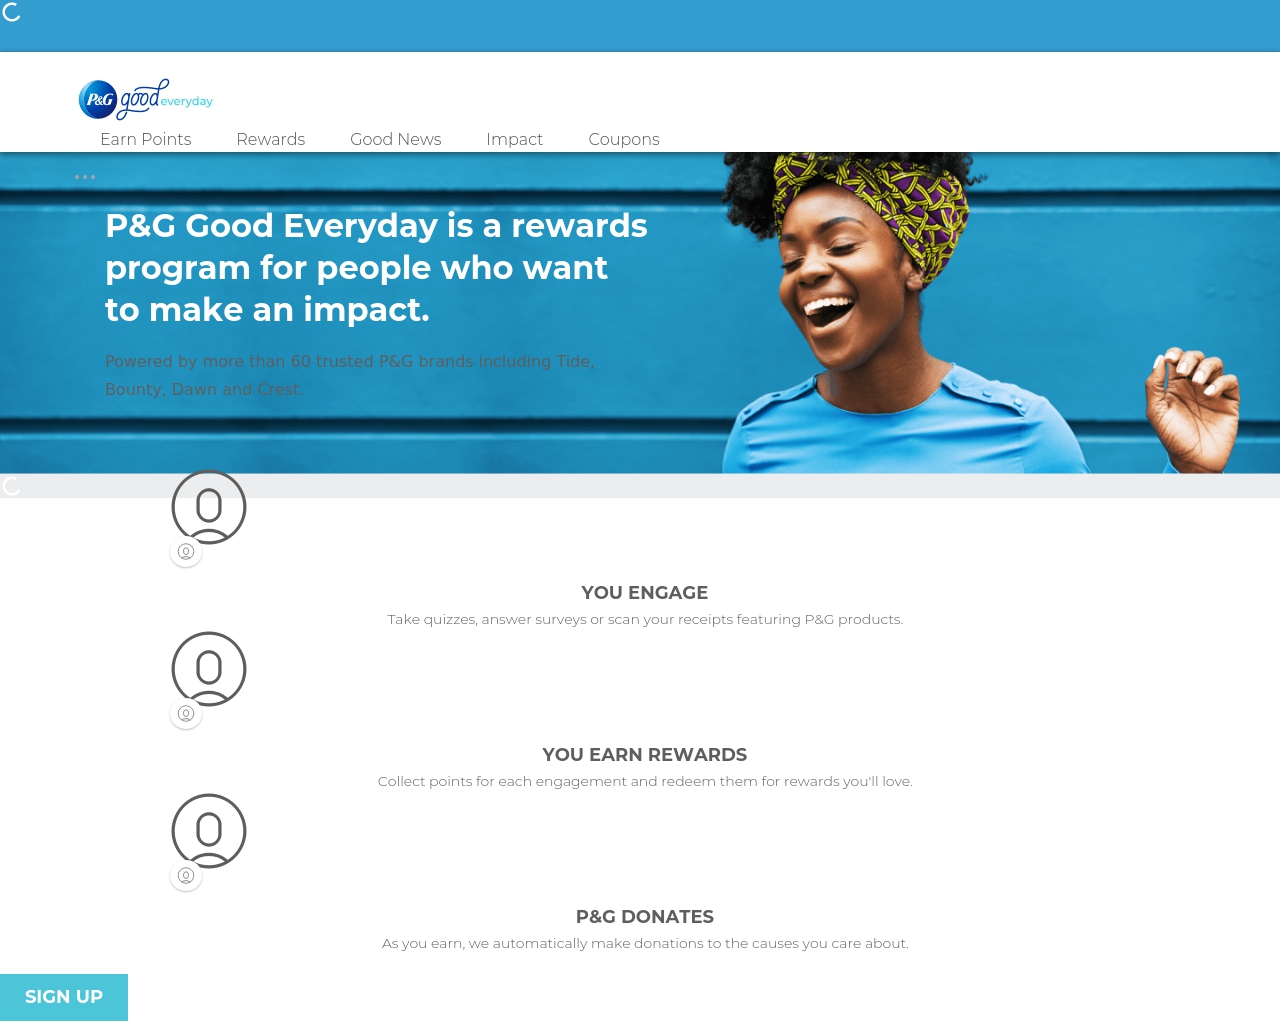 P&G good everyday
Earn Points Rewards Good News Impact Coupons
P&G Good Everyday is a rewards
program for people who want
to make an impact.
Powered by more than 60 trusted P&G brands including Tide,
Bounty, Dawn and Crest.
YOU ENGAGE
Take quizzes, answer surveys or scan your receipts featuring P&G products.
YOU EARN REWARDS
Collect points for each engagement and redeem them for rewards you'll love.
P&G DONATES
As you earn, we automatically make donations to the causes you care about.
SIGN UP